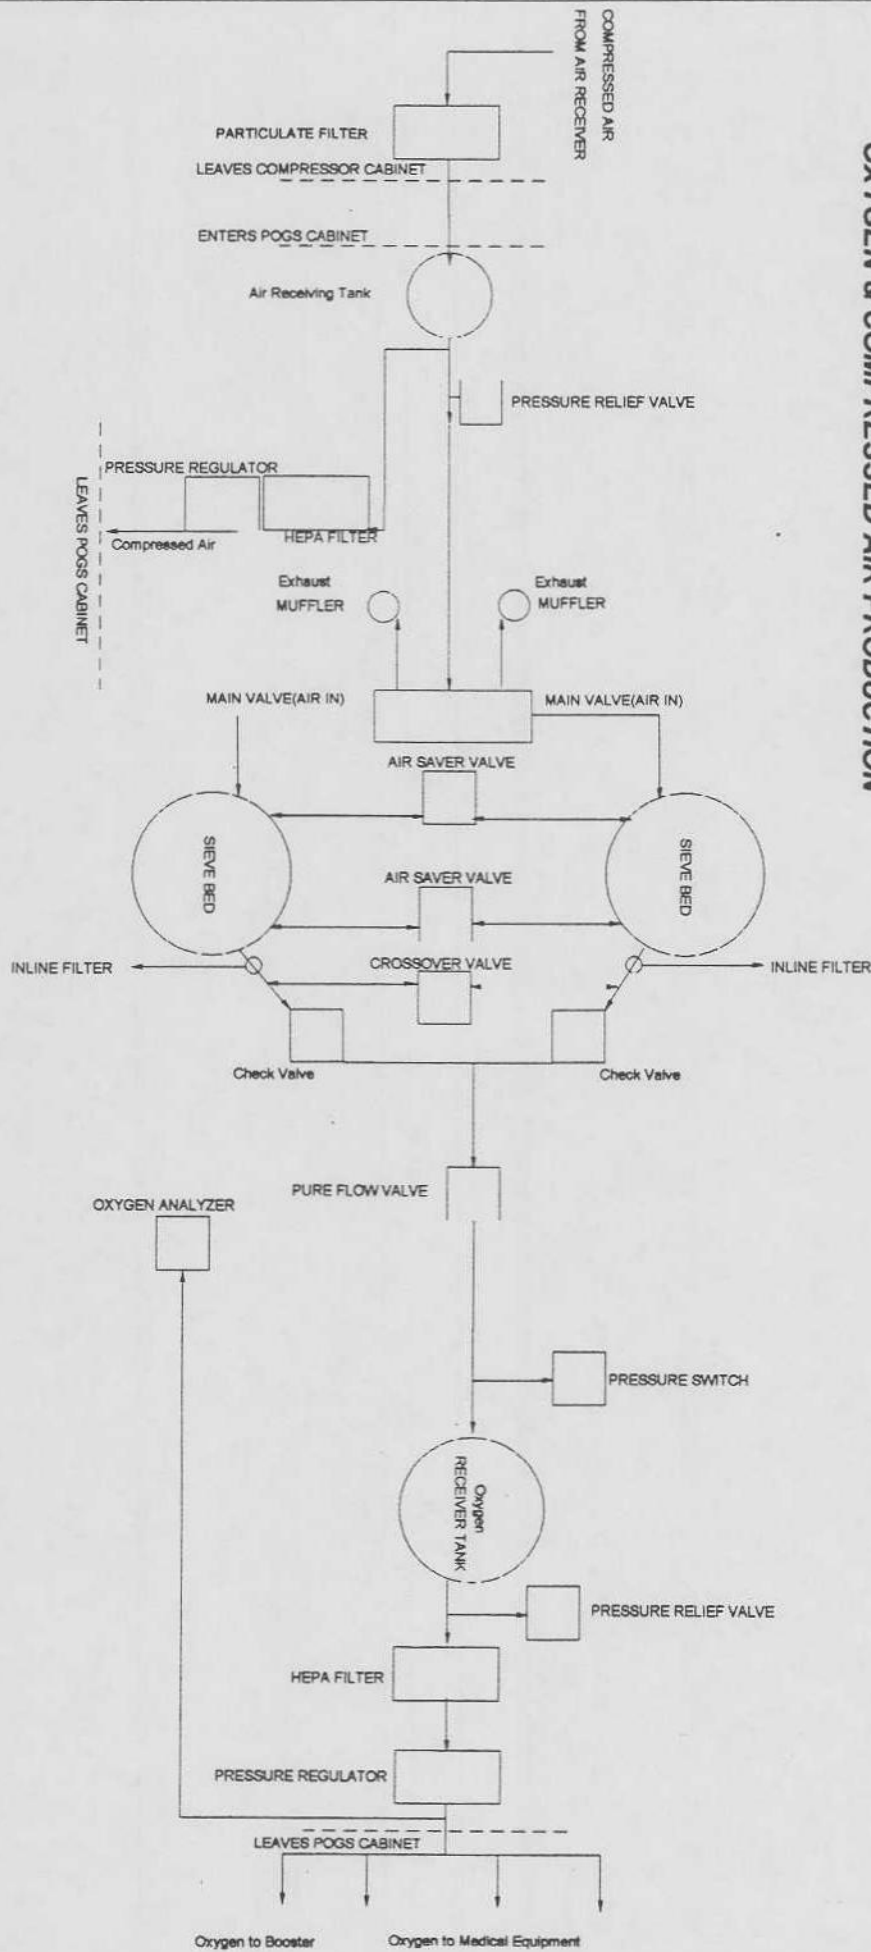 OXYGEN & COMPRESSED AIR PRODUCTION
COMPRESSED AIR
FROM AIR RECEIVER
PARTICULATE FILTER
LEAVES COMPRESSOR CABINET
ENTERS POGS CABINET
Air Receiving Tank
PRESSURE RELIEF VALVE
PRESSURE REGULATOR
HEPA FILTER
Compressed Air
LEAVES POGS CABINET
Exhaust
MUFFLER
Exhaust
MUFFLER
MAIN VALVE(AIR IN)
MAIN VALVE(AIR IN)
AIR SAVER VALVE
SIEVE BED
SIEVE BED
AIR SAVER VALVE
INLINE FILTER
CROSSOVER VALVE
INLINE FILTER
Check Valve
Check Valve
PURE FLOW VALVE
OXYGEN ANALYZER
PRESSURE SWITCH
Oxygen
RECEIVER TANK
PRESSURE RELIEF VALVE
HEPA FILTER
PRESSURE REGULATOR
LEAVES POGS CABINET
Oxygen to Booster
Oxygen to Medical Equipment